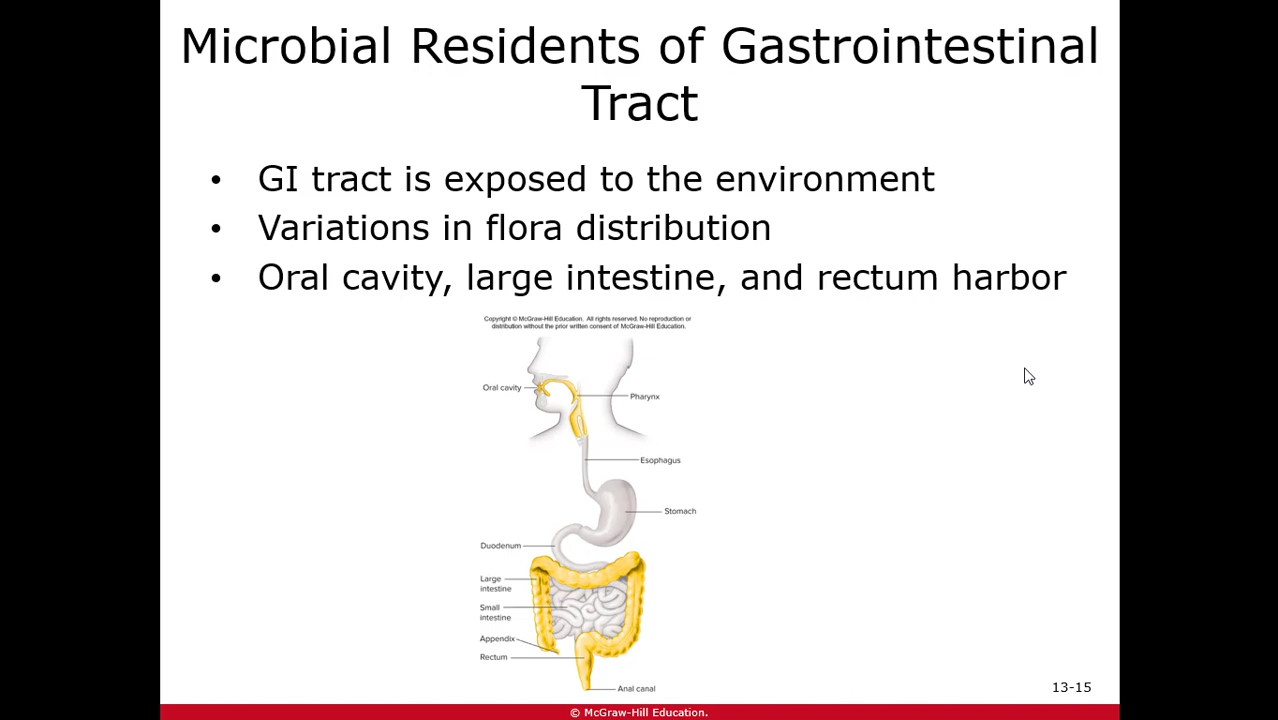 Microbial Residents of Gastrointestinal
Tract
• GI tract is exposed to the environment
• Variations in flora distribution
• Oral cavity, large intestine, and rectum harbor
Copyright © McGraw-Hill Education. All rights reserved. No reproduction or
distribution without the prior written consent of McGraw-Hill Education.
Oral cavity
Pharynx
Esophagus
Stomach
Duodenum
Large
intestine
Small
intestine
Appendix
Rectum
Anal canal
13-15
© McGraw-Hill Education.